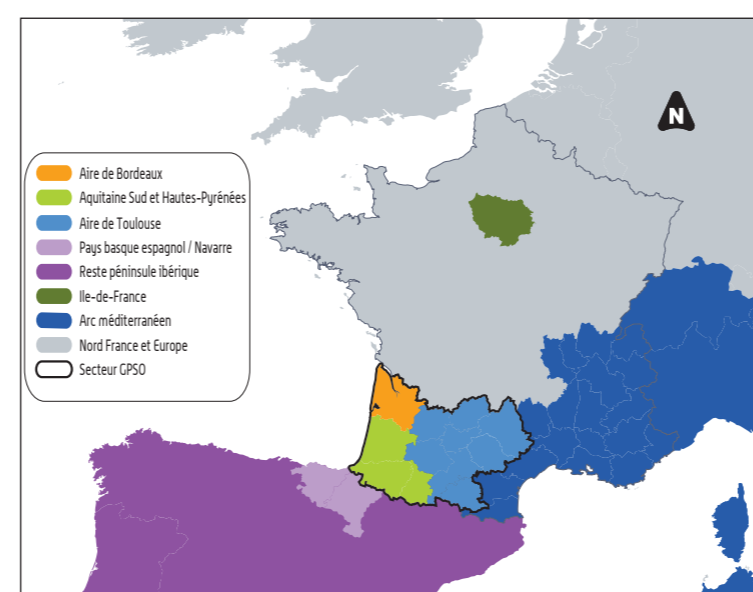 N
Aire de Bordeaux
Aquitaine Sud et Hautes-Pyrénées
Aire de Toulouse
Pays basque espagnol / Navarre
Reste péninsule ibérique
Ile-de-France
Arc méditerranéen
Nord France et Europe
Secteur GPSO